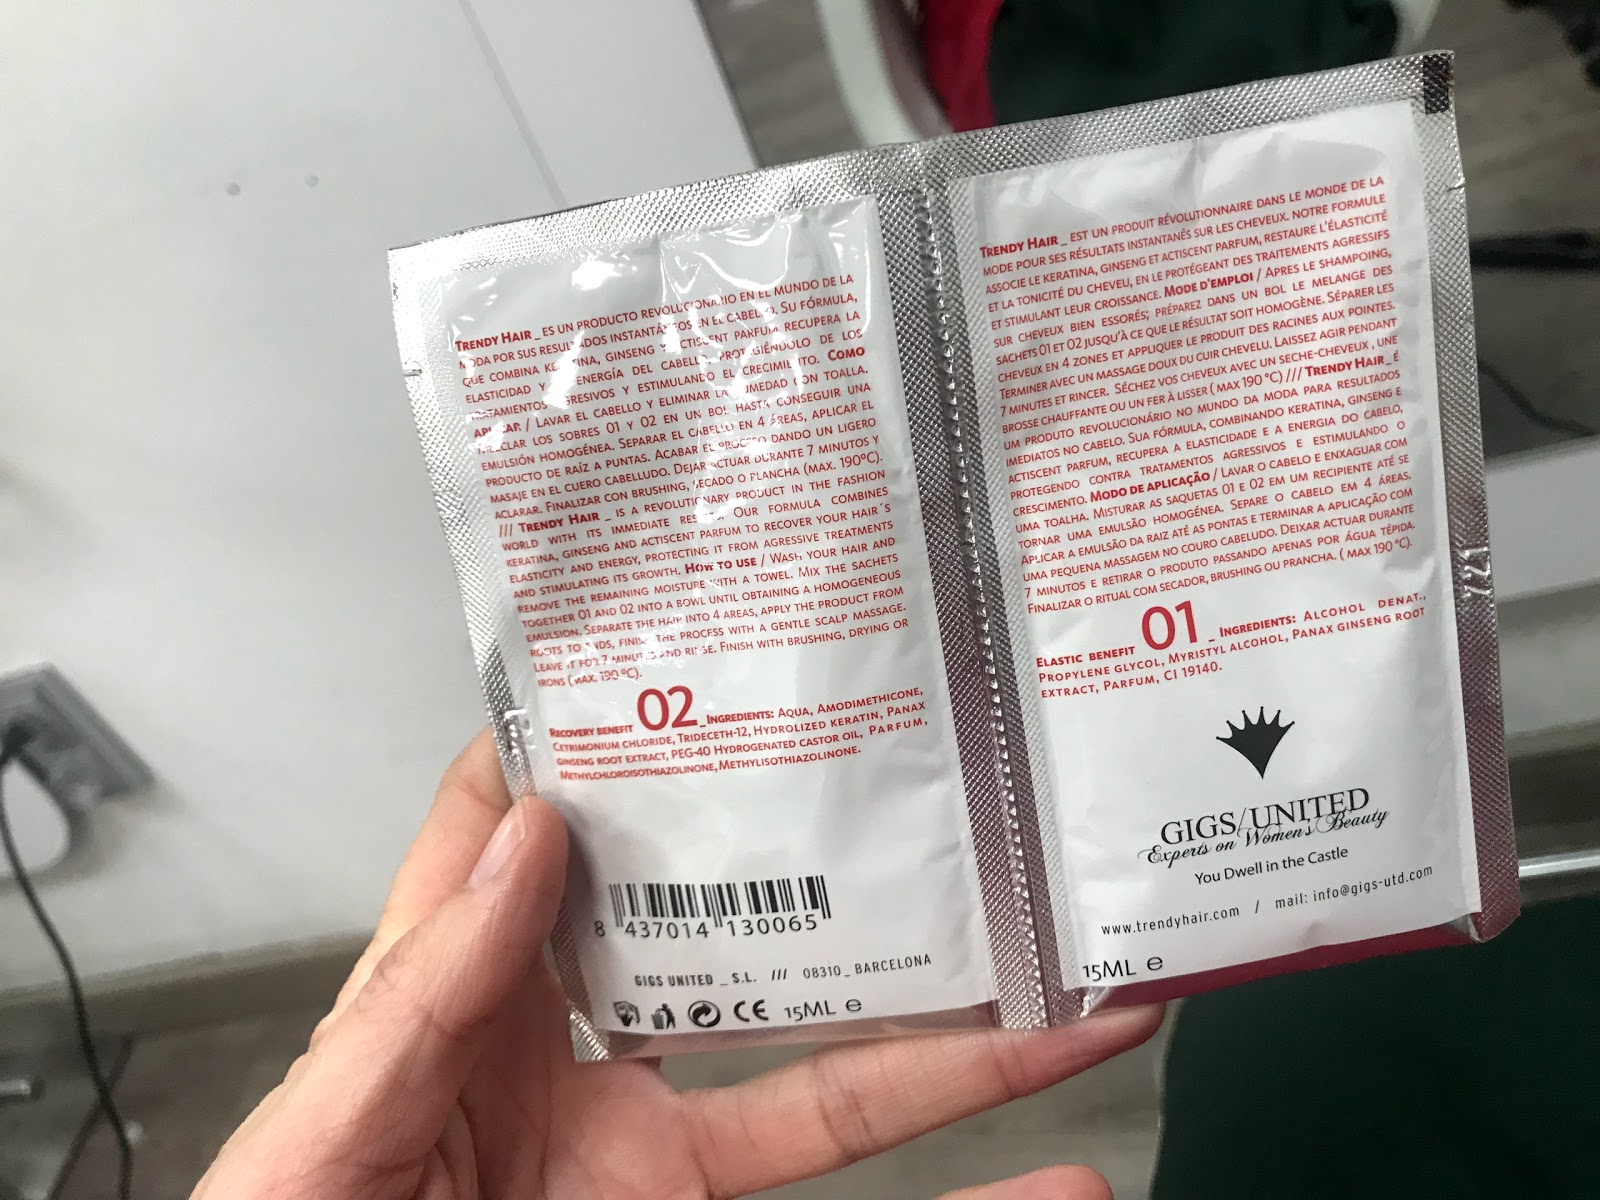 TRENDY HAIR _ ES UN PRODUCTO REVOLUCIONARIO EN EL MUNDO DE LA
MODA POR SUS RESULTADOS INSTANTÁNEOS EN EL CABELLO. SU FÓRMULA,
QUE COMBINA KERATINA, GINSENG Y ACTISCENT PARFUM RECUPERA LA
ELASTICIDAD Y ENERGÍA DEL CABELLO, PROTEGIÉNDOLO DE LOS
TRATAMIENTOS AGRESIVOS Y ESTIMULANDO EL CRECIMIENTO. COMO
APLICAR. / LAVAR EL CABELLO Y ELIMINAR LA HUMEDAD CON TOALLA.
MEZCLAR LOS SOBRES 01 Y 02 EN UN BOL HASTA CONSEGUIR UNA
EMULSIÓN HOMOGÉNEA. SEPARAR EL CABELLO EN 4 ÁREAS, APLICAR EL
PRODUCTO DE RAÍZ A PUNTAS. ACABAR EL PROCESO DANDO UN LIGERO
MASAJE EN EL CUERO CABELLUDO. DEJAR ACTUAR DURANTE 7 MINUTOS Y
ACLARAR. FINALIZAR CON BRUSHING, SECADO O PLANCHA (MAX. 190ºC).
/// TRENDY HAIR _ IS A REVOLUTIONARY PRODUCT IN THE FASHION
WORLD WITH ITS IMMEDIATE RESULTS. OUR FORMULA COMBINES
KERATINA, GINSENG AND ACTISCENT PARFUM TO RECOVER YOUR HAIR´S
ELASTICITY AND ENERGY, PROTECTING IT FROM AGRESSIVE TREATMENTS
AND STIMULATING ITS GROWTH. HOW TO USE / WASH YOUR HAIR AND
REMOVE THE REMAINING MOISTURE WITH A TOWEL. MIX THE SACHETS
TOGETHER 01 AND 02 INTO A BOWL UNTIL OBTAINING A HOMOGENEOUS
EMULSION. SEPARATE THE HAIR INTO 4 AREAS, APPLY THE PRODUCT FROM
ROOTS TO ENDS, FINISH THE PROCESS WITH A GENTLE SCALP MASSAGE.
LEAVE IT FOR 7 MINUTES AND RINSE. FINISH WITH BRUSHING, DRYING OR
IRONS (MAX. 190 ºC).
RECOVERY BENEFIT 02 _ INGREDIENTS: AQUA, AMODIMETHICONE,
CETRIMONIUM CHLORIDE, TRIDECETH-12, HYDROLIZED KERATIN, PANAX
GINSENG ROOT EXTRACT, PEG-40 HYDROGENATED CASTOR OIL, PARFUM,
METHYLCHLOROISOTHIAZOLINONE, METHYLISOTHIAZOLINONE.
8 437014 130065
GIGS UNITED _ S.L. /// 08310 _ BARCELONA
CE 15ML e
TRENDY HAIR _ EST UN PRODUIT RÉVOLUTIONNAIRE DANS LE MONDE DE LA
MODE POUR SES RÉSULTATS INSTANTANÉS SUR LES CHEVEUX. NOTRE FORMULE
ASSOCIE LE KERATINA, GINSENG ET ACTISCENT PARFUM, RESTAURE L'ÉLASTICITÉ
ET LA TONICITÉ DU CHEVEU, EN LE PROTÉGEANT DES TRAITEMENTS AGRESSIFS
ET STIMULANT LEUR CROISSANCE. MODE D'EMPLOI / APRES LE SHAMPOING,
SUR CHEVEUX BIEN ESSORÉS; PRÉPAREZ DANS UN BOL LE MELANGE DES
SACHETS 01 ET 02 JUSQU'À CE QUE LE RÉSULTAT SOIT HOMOGÈNE. SÉPARER LES
CHEVEUX EN 4 ZONES ET APPLIQUER LE PRODUIT DES RACINES AUX POINTES.
TERMINER AVEC UN MASSAGE DOUX DU CUIR CHEVELU. LAISSEZ AGIR PENDANT
7 MINUTES ET RINCER. SÉCHEZ VOS CHEVEUX AVEC UN SECHE-CHEVEUX , UNE
BROSSE CHAUFFANTE OU UN FER À LISSER ( MAX 190 ºC) /// TRENDY HAIR _ É
UM PRODUTO REVOLUCIONÁRIO NO MUNDO DA MODA PARA RESULTADOS
IMEDIATOS NO CABELO. SUA FÓRMULA, COMBINANDO KERATINA, GINSENG E
ACTISCENT PARFUM, RECUPERA A ELASTICIDADE E A ENERGIA DO CABELO,
PROTEGENDO CONTRA TRATAMENTOS AGRESSIVOS E ESTIMULANDO O
CRESCIMENTO. MODO DE APLICAÇÃO / LAVAR O CABELO E ENXAGUAR COM
UMA TOALHA. MISTURAR AS SAQUETAS 01 E 02 EM UM RECIPIENTE ATÉ SE
TORNAR UMA EMULSÃO HOMOGÉNEA. SEPARE O CABELO EM 4 ÁREAS.
APLICAR A EMULSÃO DA RAIZ ATÉ AS PONTAS E TERMINAR A APLICAÇÃO COM
UMA PEQUENA MASSAGEM NO COURO CABELUDO. DEIXAR ACTUAR DURANTE
7 MINUTOS E RETIRAR O PRODUTO PASSANDO APENAS POR ÁGUA TÉPIDA.
FINALIZAR O RITUAL COM SECADOR, BRUSHING OU PRANCHA. ( MAX 190 ºC).
ELASTIC BENEFIT 01 _ INGREDIENTS: ALCOHOL DENAT.,
PROPYLENE GLYCOL, MYRISTYL ALCOHOL, PANAX GINSENG ROOT
EXTRACT, PARFUM, CI 19140.
GIGS/UNITED
Experts on Women's Beauty
You Dwell in the Castle
www.trendyhair.com / mail: info@gigs-utd.com
15ML e